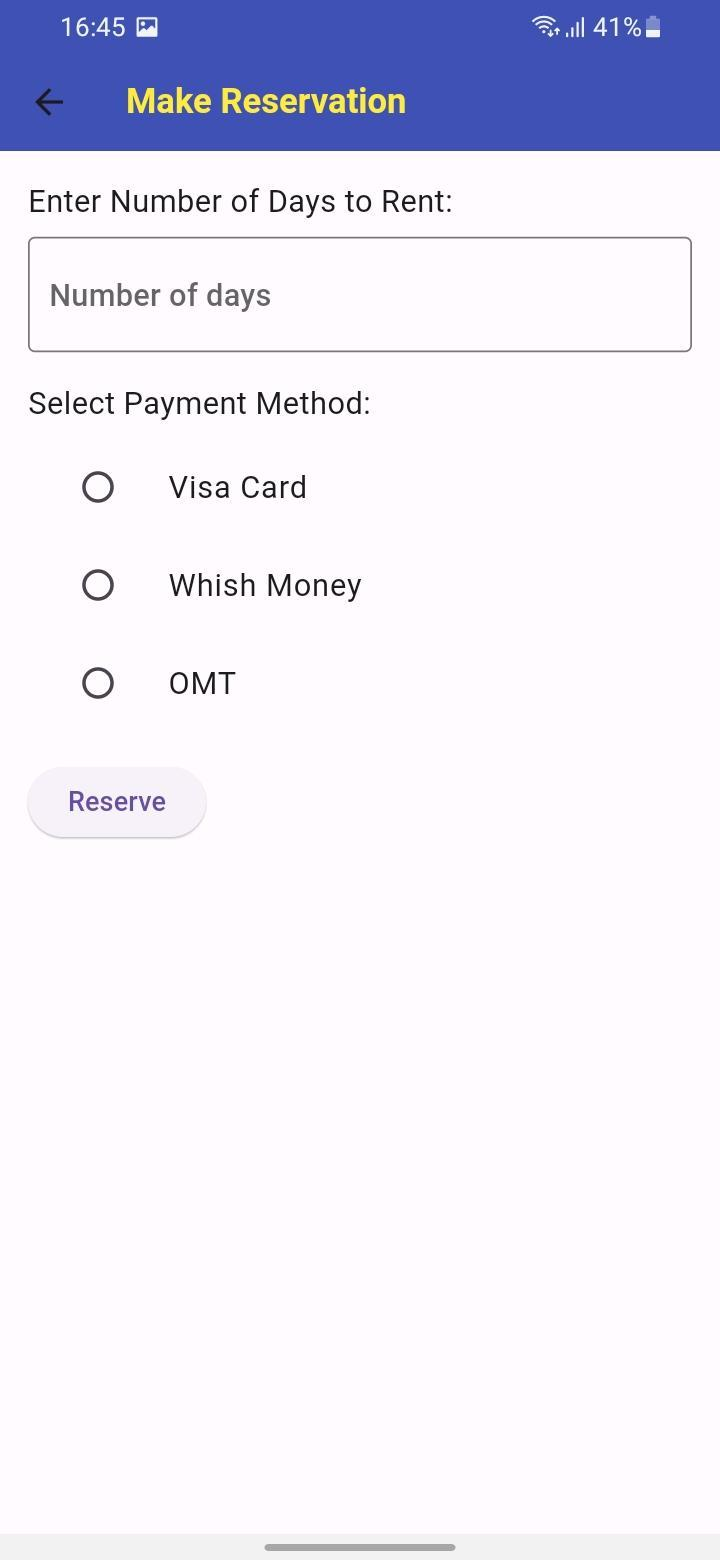 16:45 41%
Make Reservation
Enter Number of Days to Rent:
Number of days
Select Payment Method:
Visa Card
Whish Money
OMT
Reserve